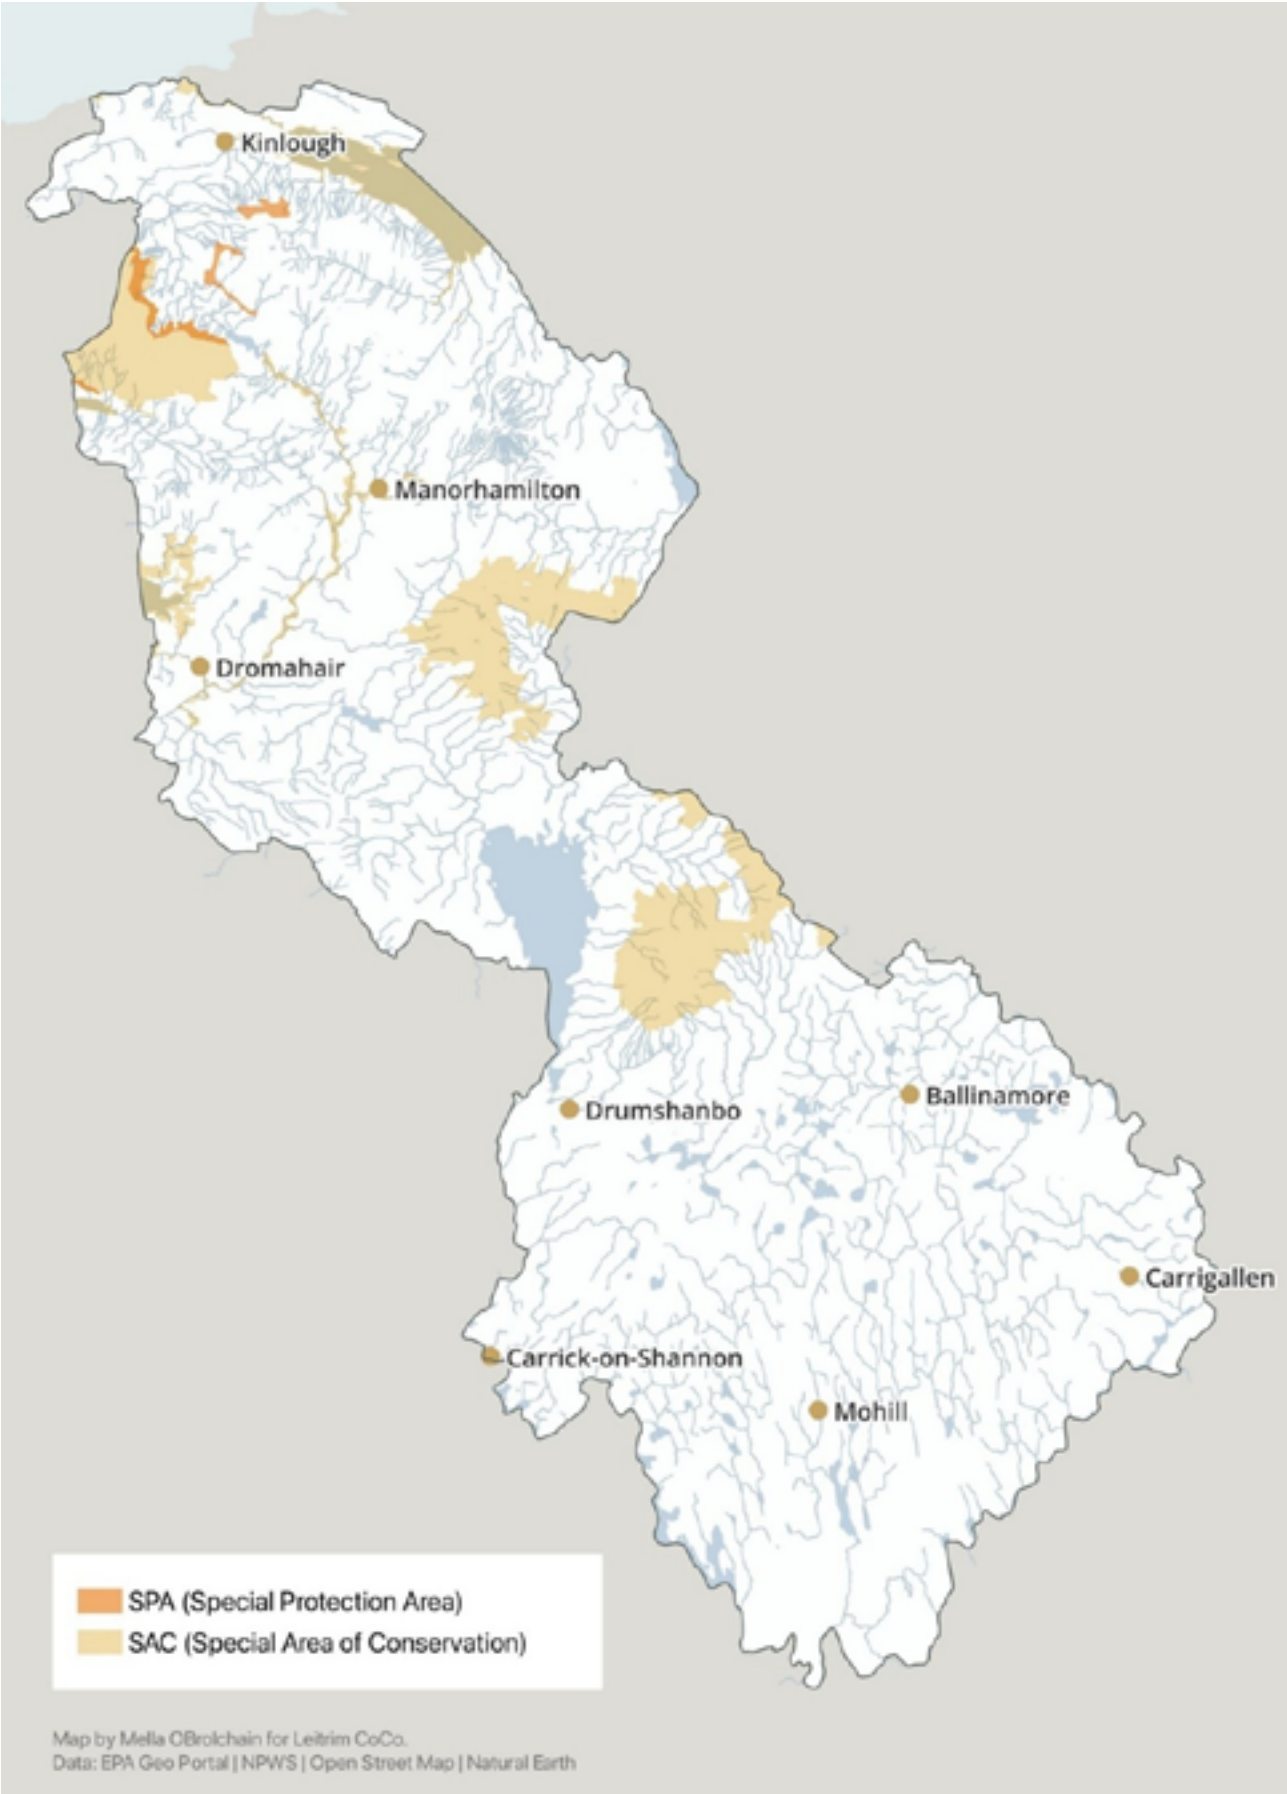 Kinlough
Manorhamilton
Dromahair
Drumshanbo
Ballinamore
Carrigallen
Carrick-on-Shannon
Mohill
SPA (Special Protection Area)
SAC (Special Area of Conservation)
Map by Mella OBrolchain for Leitrim CoCo.
Data: EPA Geo Portal | NPWS | Open Street Map | Natural Earth